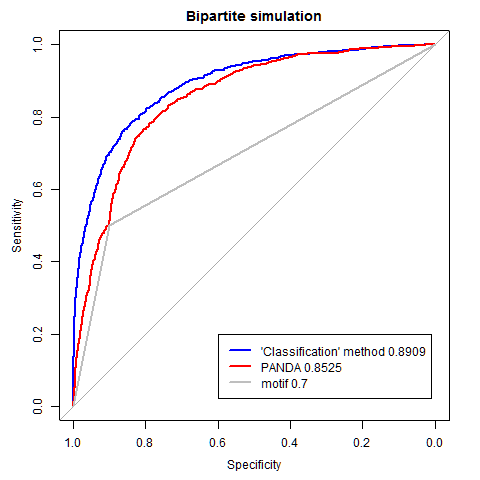 Bipartite simulation
Sensitivity
1.0
0.8
0.6
0.4
0.2
0.0
'Classification' method 0.8909
PANDA 0.8525
motif 0.7
1.0 0.8 0.6 0.4 0.2 0.0
Specificity